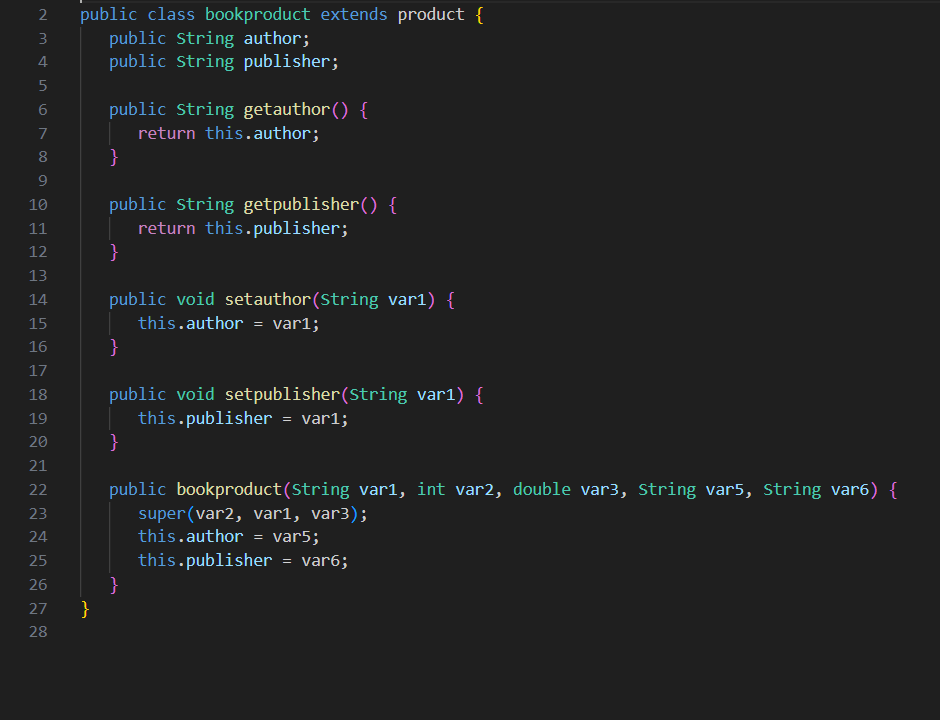 2 public class bookproduct extends product {
3 public String author;
4 public String publisher;
5
6 public String getauthor() {
7 return this.author;
8 }
9
10 public String getpublisher() {
11 return this.publisher;
12 }
13
14 public void setauthor(String var1) {
15 this.author = var1;
16 }
17
18 public void setpublisher(String var1) {
19 this.publisher = var1;
20 }
21
22 public bookproduct(String var1, int var2, double var3, String var5, String var6) {
23 super(var2, var1, var3);
24 this.author = var5;
25 this.publisher = var6;
26 }
27 }
28